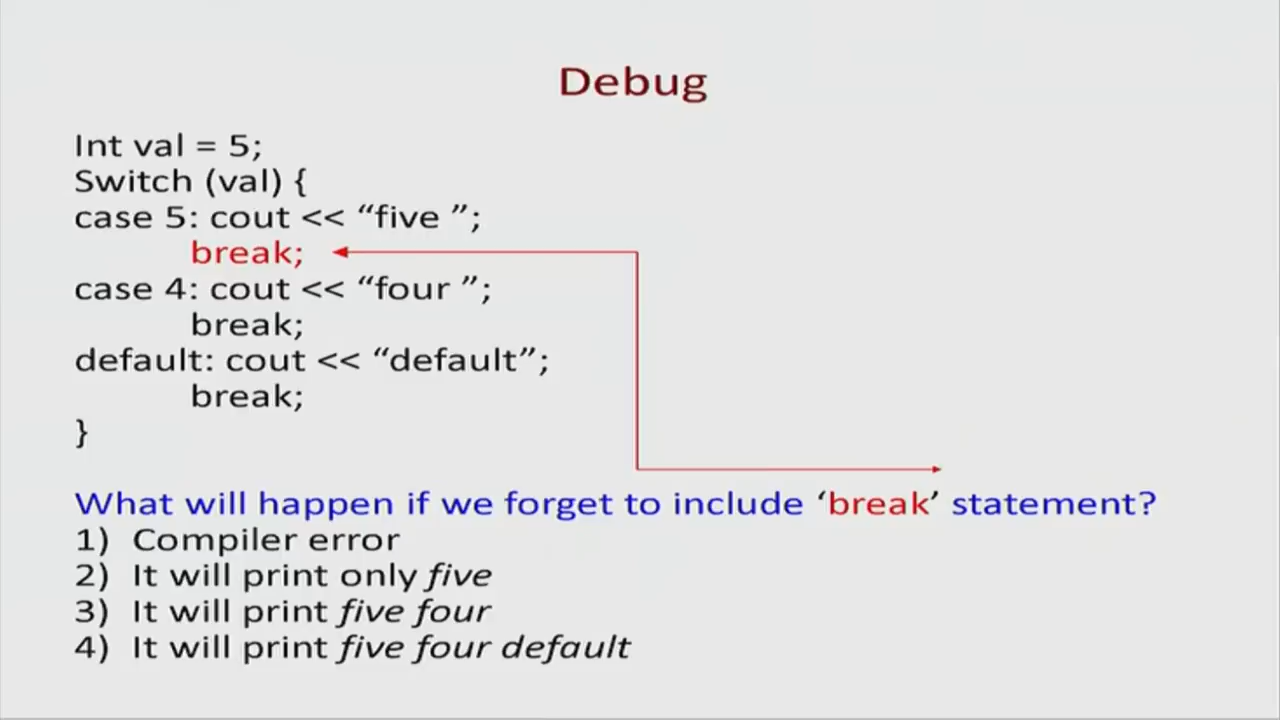 Debug
Int val = 5;
Switch (val) {
case 5: cout << “five ”;
break;
case 4: cout << “four ”;
break;
default: cout << “default”;
break;
}
What will happen if we forget to include ‘break’ statement?
1) Compiler error
2) It will print only five
3) It will print five four
4) It will print five four default